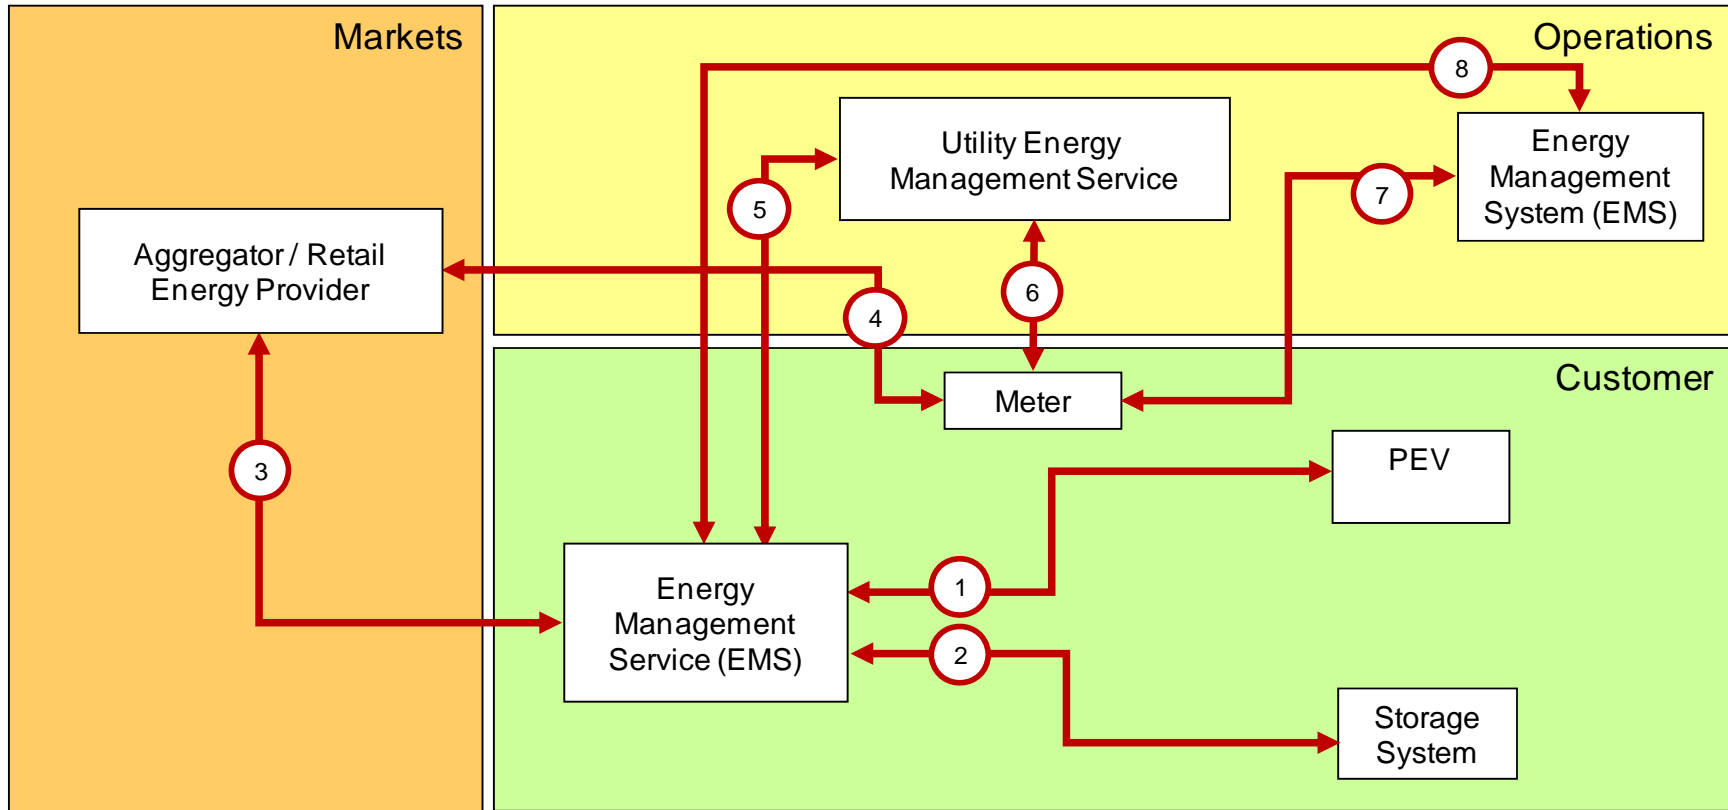 Markets
Operations
8
Utility Energy
Management Service
Energy
Management
System (EMS)
5
7
Aggregator / Retail
Energy Provider
6
4
Customer
Meter
PEV
3
Energy
Management
Service (EMS)
1
2
Storage
System